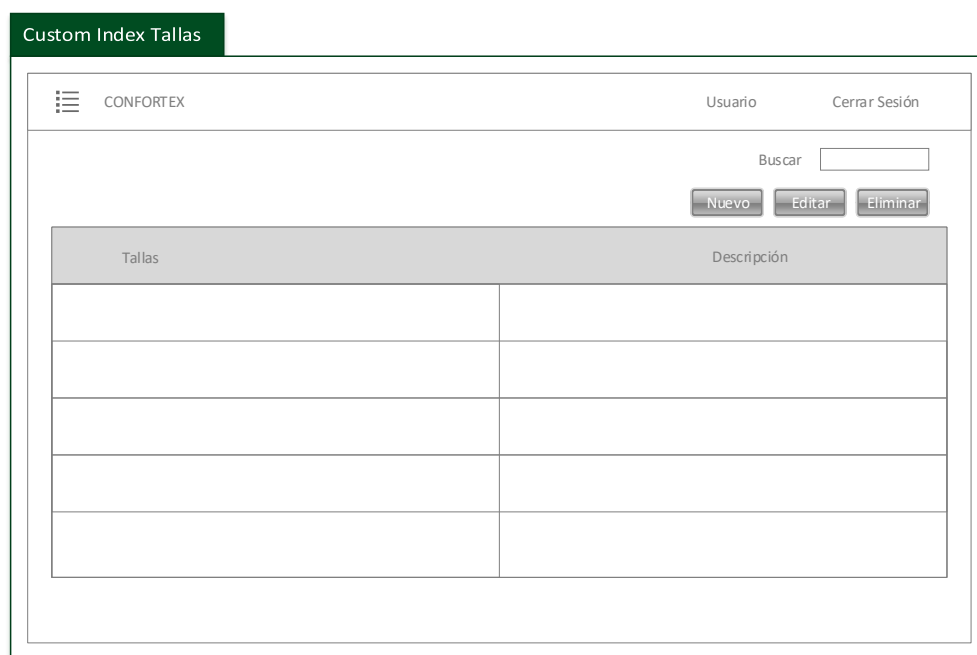 Custom Index Tallas
CONFORTEX Usuario Cerrar Sesión
Buscar
Nuevo Editar Eliminar
Tallas Descripción